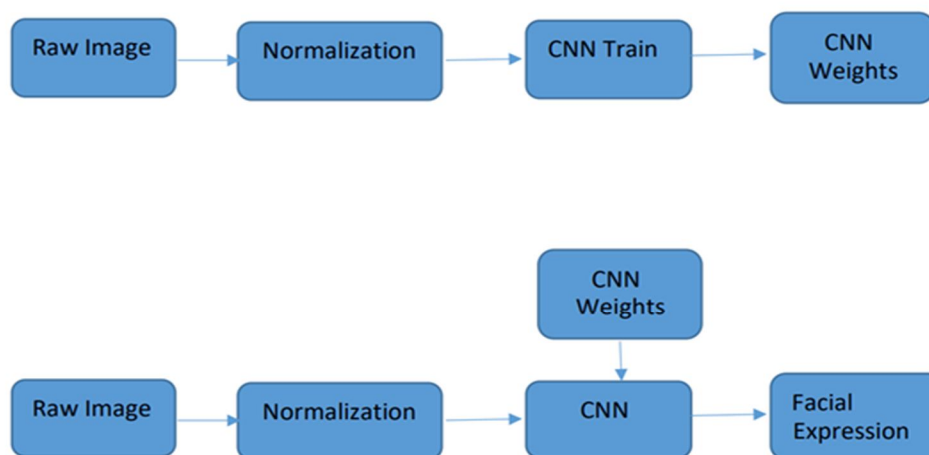 Raw Image
Normalization
CNN Train
CNN
Weights
CNN
Weights
Raw Image
Normalization
CNN
Facial
Expression